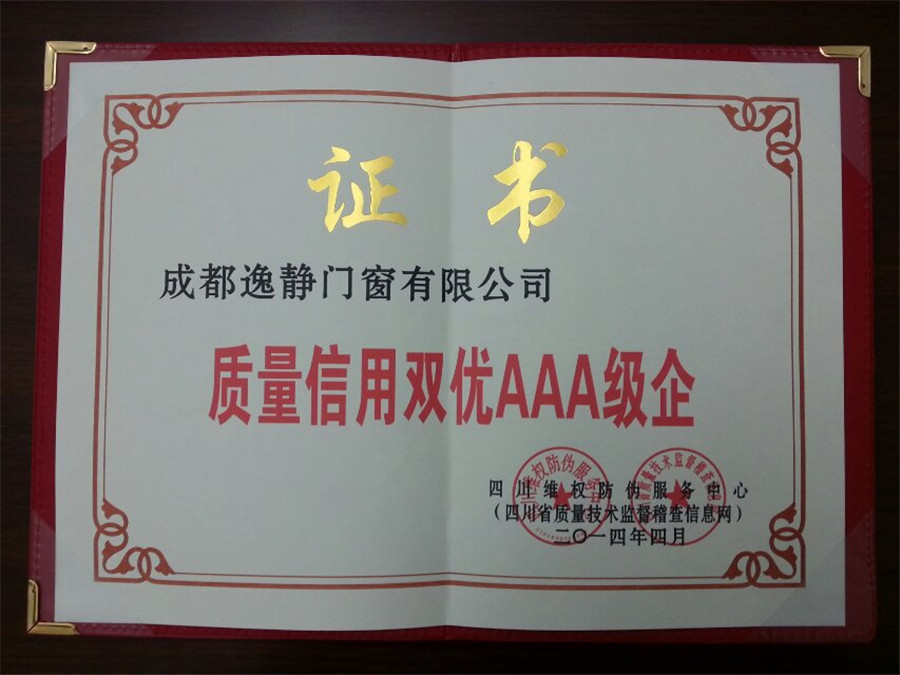 证书
成都逸静门窗有限公司
质量信用双优AAA级企
四川维权防伪服务中心
(四川省质量技术监督稽查信息网)
二〇一四年四月